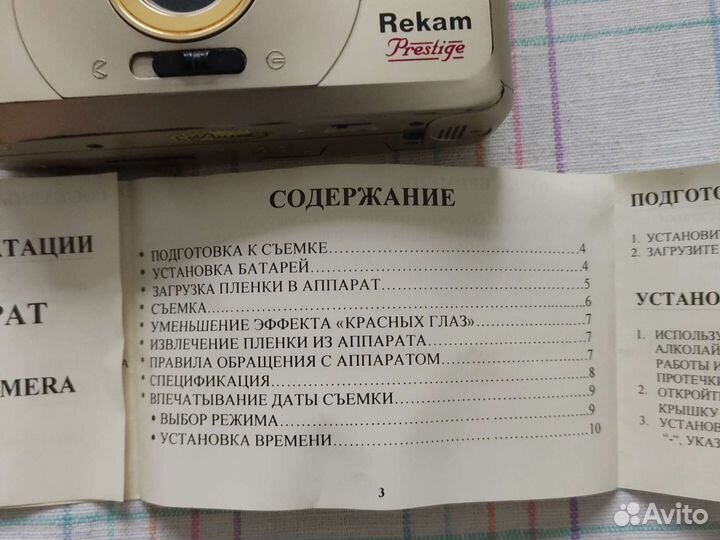 Rekam
Prestige
АТАЦИИ
РАТ
MERA
СОДЕРЖАНИЕ
• ПОДГОТОВКА К СЪЕМКЕ....................4
• УСТАНОВКА БАТАРЕЙ....................4
• ЗАГРУЗКА ПЛЕНКИ В АППАРАТ....................5
• СЪЕМКА....................6
• УМЕНЬШЕНИЕ ЭФФЕКТА «КРАСНЫХ ГЛАЗ»....................7
• ИЗВЛЕЧЕНИЕ ПЛЕНКИ ИЗ АППАРАТА....................7
• ПРАВИЛА ОБРАЩЕНИЯ С АППАРАТОМ....................7
• СПЕЦИФИКАЦИЯ....................8
• ВПЕЧАТЫВАНИЕ ДАТЫ СЪЕМКИ....................9
• ВЫБОР РЕЖИМА....................9
• УСТАНОВКА ВРЕМЕНИ....................10
3
ПОДГОТО
1. УСТАНОВИ
2. ЗАГРУЗИТЕ
УСТАНО
1. ИСПОЛЬЗУ
АЛКОЛАЙ
РАБОТЫ И
ПРОТЕЧКИ
2. ОТКРОЙТ
КРЫШКУ
3. УСТАНОВ
"-", УКАЗ
Avito